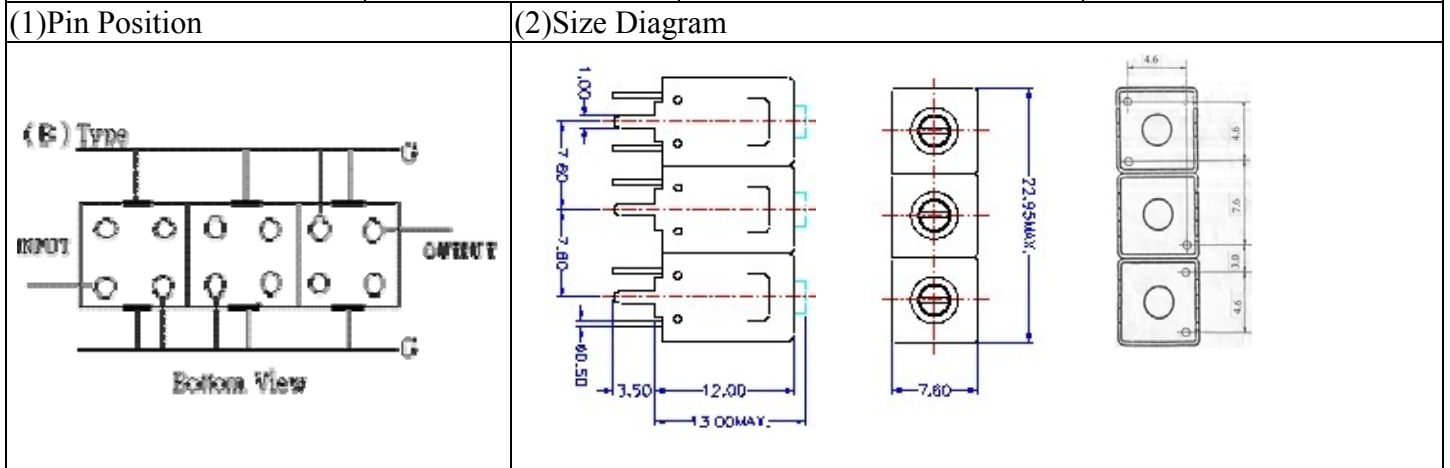 (1)Pin Position
(2)Size Diagram
(B) Type
G
INPUT
OUTPUT
G
Bottom View
1.00
7.60
7.60
φ0.50
3.50
12.00
13.00MAX.
22.95MAX.
7.60
4.6
4.6
7.6
3.0
4.6